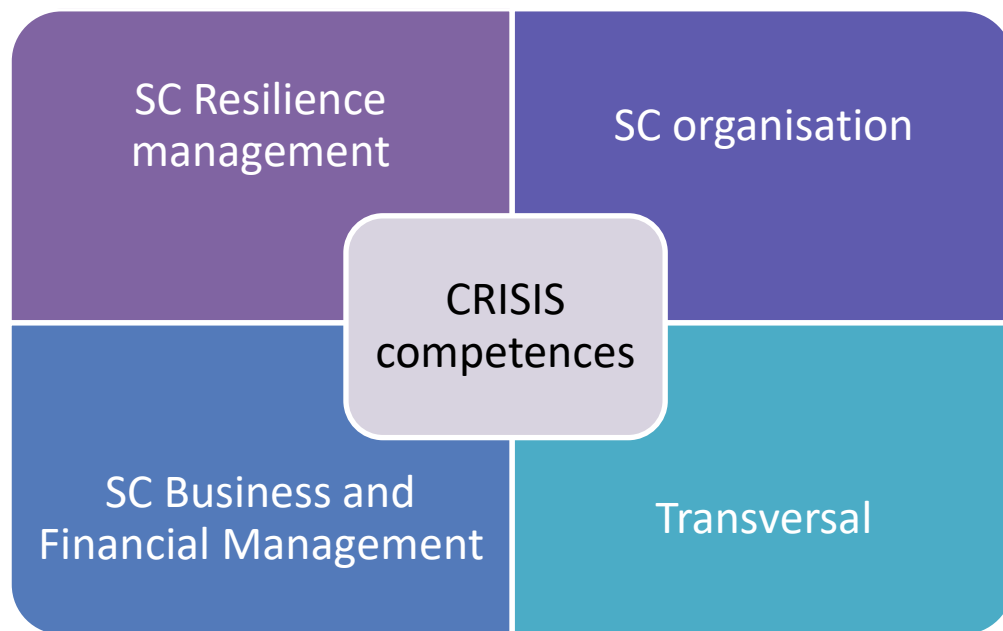 SC Resilience
management
SC organisation
CRISIS
competences
SC Business and
Financial Management
Transversal